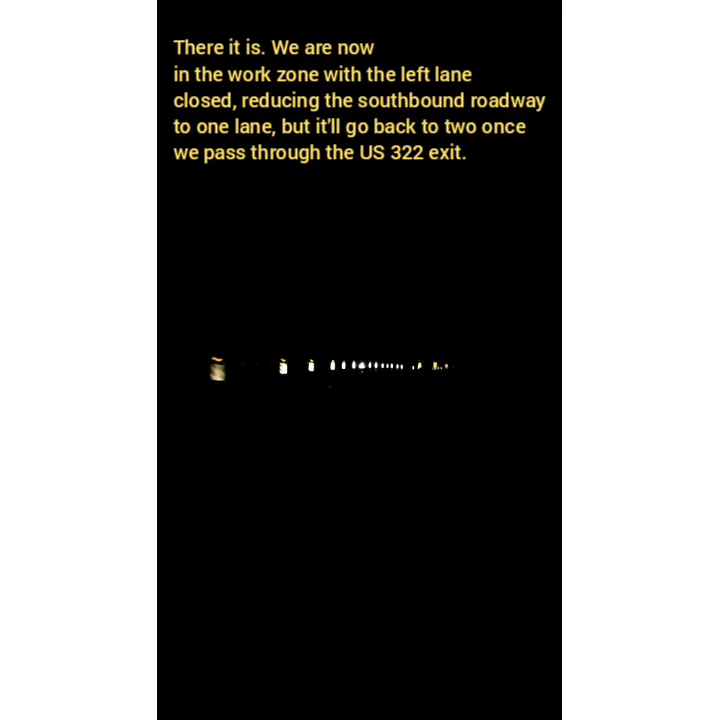 There it is. We are now
in the work zone with the left lane
closed, reducing the southbound roadway
to one lane, but it'll go back to two once
we pass through the US 322 exit.